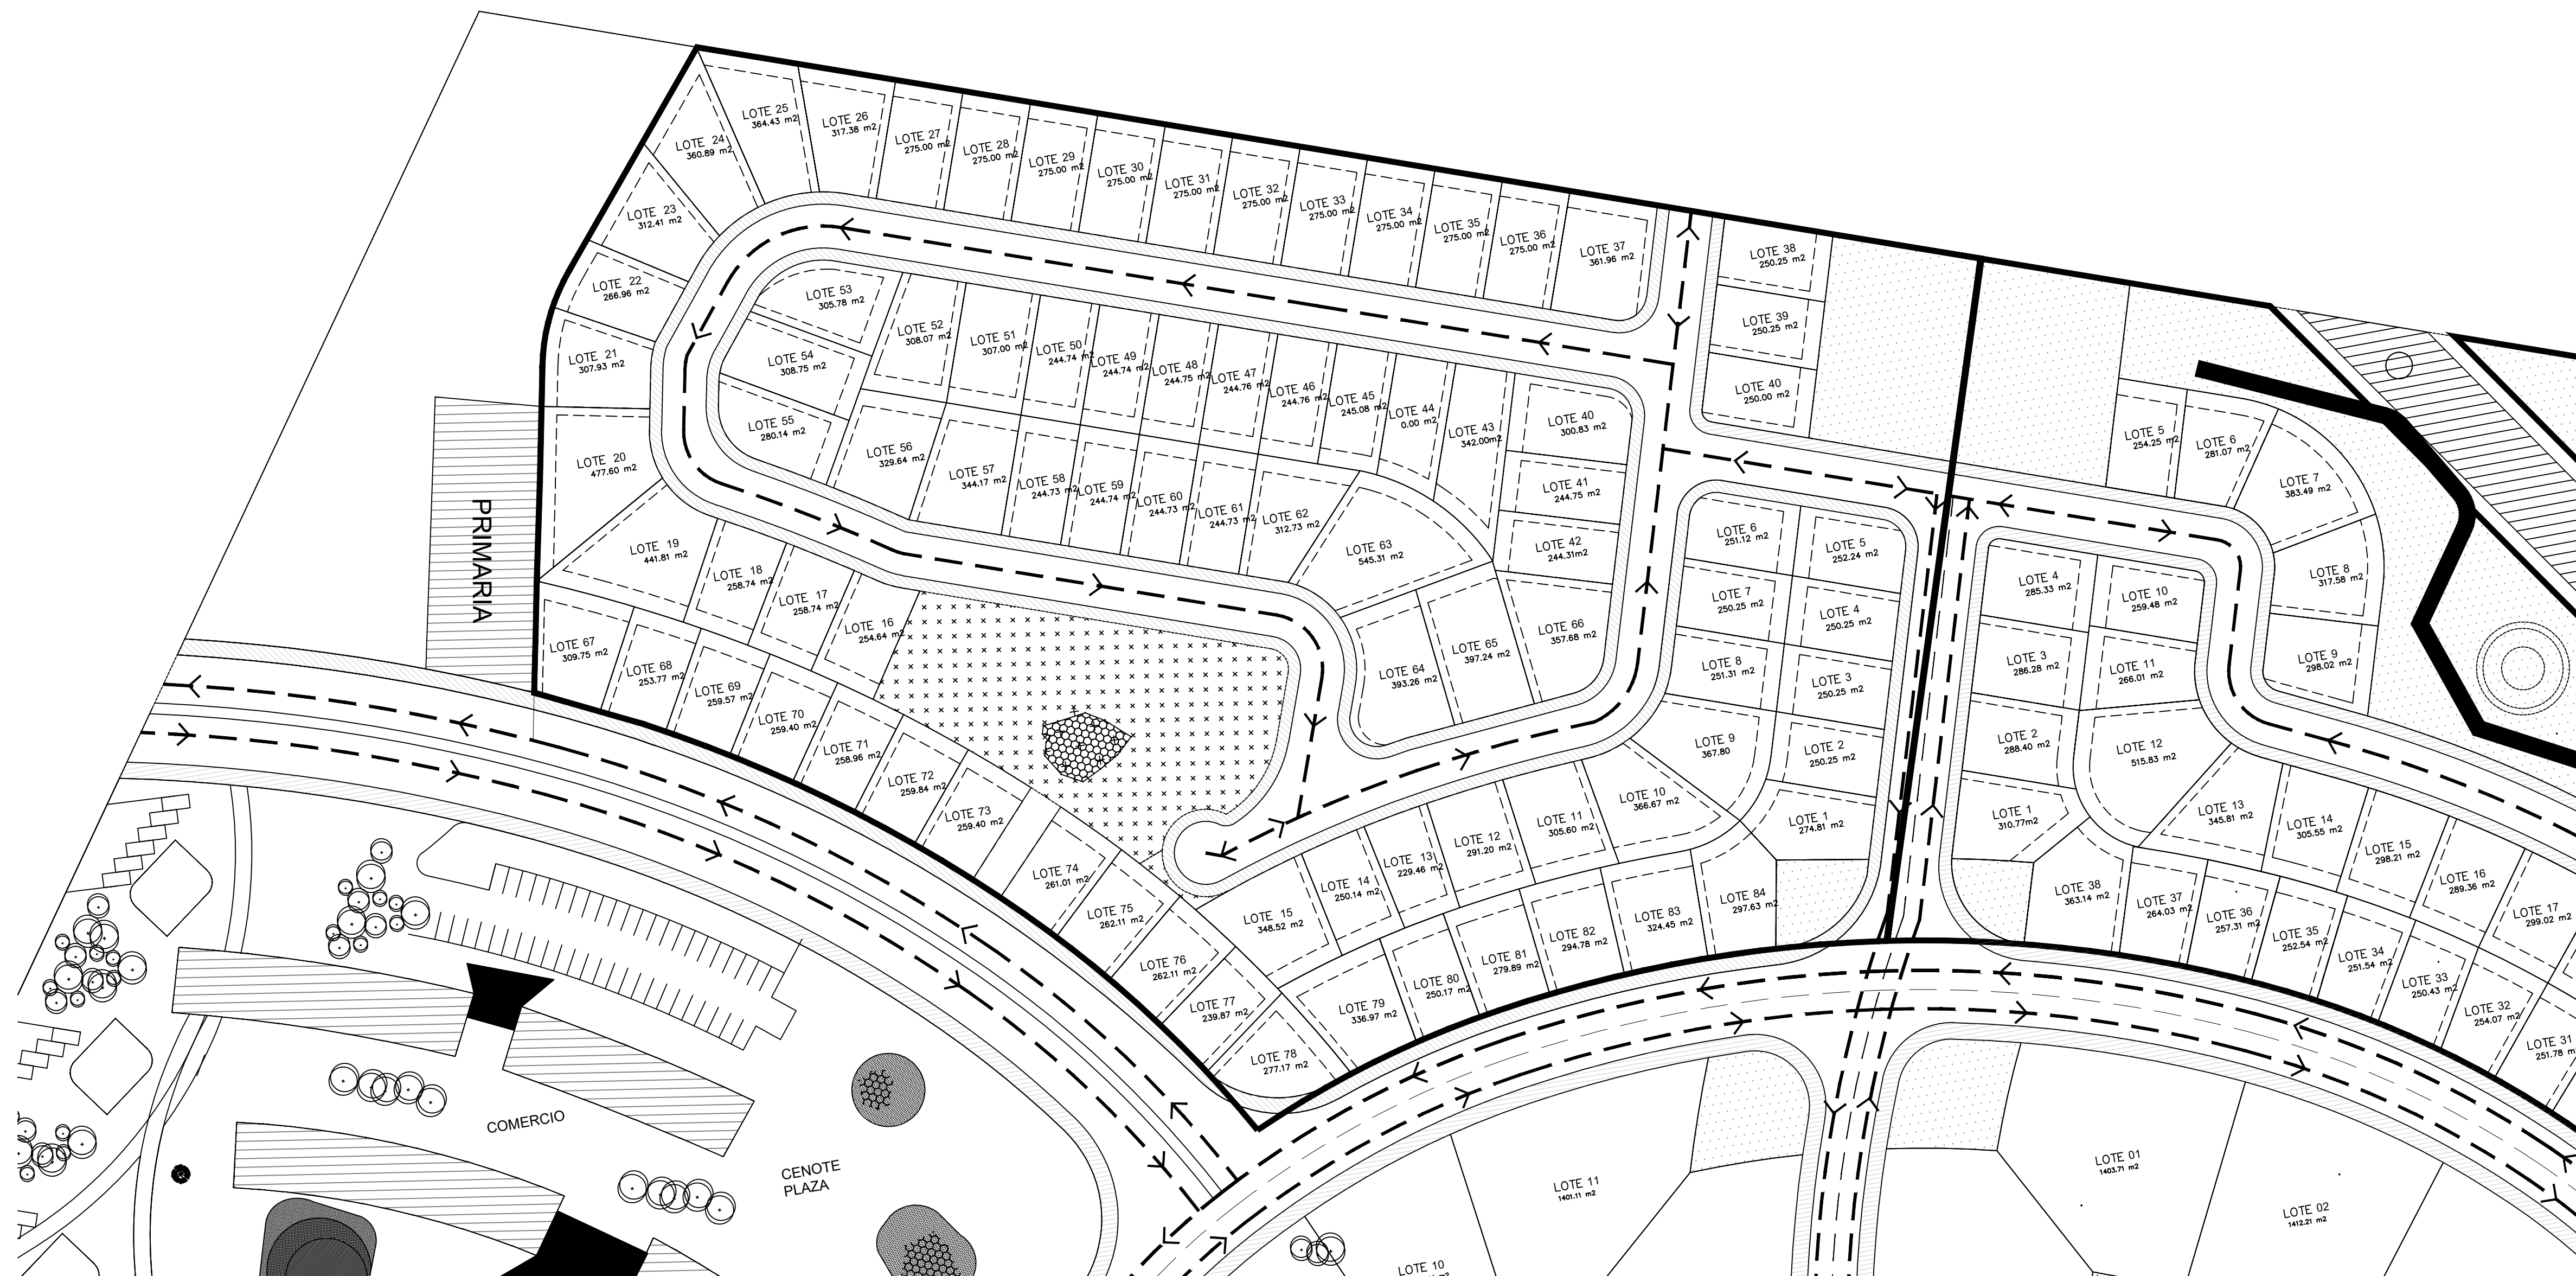 LOTE 25
364.43 m2
LOTE 26
317.38 m2
LOTE 27
275.00 m2
LOTE 28
275.00 m2
LOTE 29
275.00 m2
LOTE 30
275.00 m2
LOTE 31
275.00 m2
LOTE 32
275.00 m2
LOTE 33
275.00 m2
LOTE 34
275.00 m2
LOTE 35
275.00 m2
LOTE 36
275.00 m2
LOTE 37
361.96 m2
LOTE 38
250.25 m2
LOTE 39
250.25 m2
LOTE 40
250.00 m2
LOTE 24
360.89 m2
LOTE 23
312.41 m2
LOTE 22
266.96 m2
LOTE 21
307.93 m2
LOTE 20
477.60 m2
LOTE 19
441.81 m2
LOTE 18
258.74 m2
LOTE 17
258.74 m2
LOTE 16
254.64 m2
LOTE 53
305.78 m2
LOTE 54
308.75 m2
LOTE 55
280.14 m2
LOTE 52
308.07 m2
LOTE 51
307.00 m2
LOTE 50
244.74 m2
LOTE 49
244.74 m2
LOTE 48
244.75 m2
LOTE 47
244.76 m2
LOTE 46
244.76 m2
LOTE 45
245.08 m2
LOTE 44
0.00 m2
LOTE 43
342.00m2
LOTE 40
300.83 m2
LOTE 41
244.75 m2
LOTE 42
244.31m2
LOTE 56
329.64 m2
LOTE 57
344.17 m2
LOTE 58
244.73 m2
LOTE 59
244.74 m2
LOTE 60
244.73 m2
LOTE 61
244.73 m2
LOTE 62
312.73 m2
LOTE 63
545.31 m2
LOTE 64
393.26 m2
LOTE 65
397.24 m2
LOTE 66
357.68 m2
PRIMARIA
LOTE 67
309.75 m2
LOTE 68
253.77 m2
LOTE 69
259.57 m2
LOTE 70
259.40 m2
LOTE 71
258.96 m2
LOTE 72
259.84 m2
LOTE 73
259.40 m2
LOTE 74
261.01 m2
LOTE 75
262.11 m2
LOTE 76
262.11 m2
LOTE 77
239.87 m2
LOTE 78
277.17 m2
LOTE 79
336.97 m2
LOTE 80
250.17 m2
LOTE 81
279.89 m2
LOTE 82
294.78 m2
LOTE 83
324.45 m2
LOTE 84
297.63 m2
LOTE 15
348.52 m2
LOTE 14
250.14 m2
LOTE 13
229.46 m2
LOTE 12
291.20 m2
LOTE 11
305.60 m2
LOTE 10
366.67 m2
LOTE 9
367.80
LOTE 8
251.31 m2
LOTE 7
250.25 m2
LOTE 6
251.12 m2
LOTE 5
252.24 m2
LOTE 4
250.25 m2
LOTE 3
250.25 m2
LOTE 2
250.25 m2
LOTE 1
274.81 m2
LOTE 5
254.25 m2
LOTE 6
281.07 m2
LOTE 7
383.49 m2
LOTE 8
317.58 m2
LOTE 9
298.02 m2
LOTE 4
285.33 m2
LOTE 10
259.48 m2
LOTE 3
286.28 m2
LOTE 11
266.01 m2
LOTE 2
288.40 m2
LOTE 12
515.83 m2
LOTE 1
310.77m2
LOTE 13
345.81 m2
LOTE 14
305.55 m2
LOTE 15
298.21 m2
LOTE 16
289.36 m2
LOTE 17
299.02 m2
LOTE 38
363.14 m2
LOTE 37
264.03 m2
LOTE 36
257.31 m2
LOTE 35
252.54 m2
LOTE 34
251.54 m2
LOTE 33
250.43 m2
LOTE 32
254.07 m2
LOTE 31
251.78 m
COMERCIO
CENOTE
PLAZA
LOTE 11
1401.11 m2
LOTE 10
LOTE 01
1403.71 m2
LOTE 02
1412.21 m2